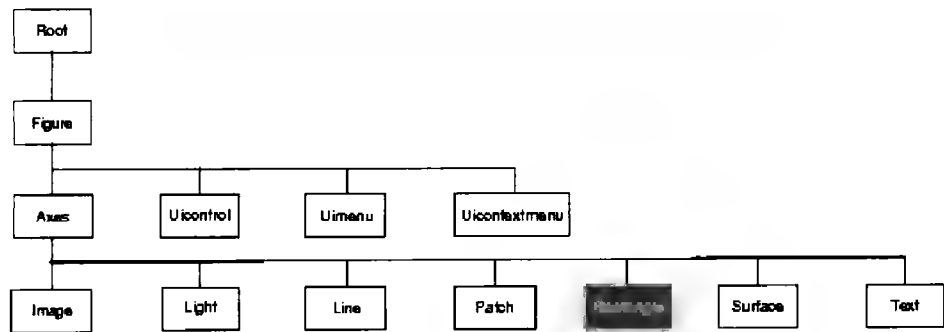 Root
Figure
Axes Uicontrol Uimenu Uicontextmenu
Image Light Line Patch Surface Text